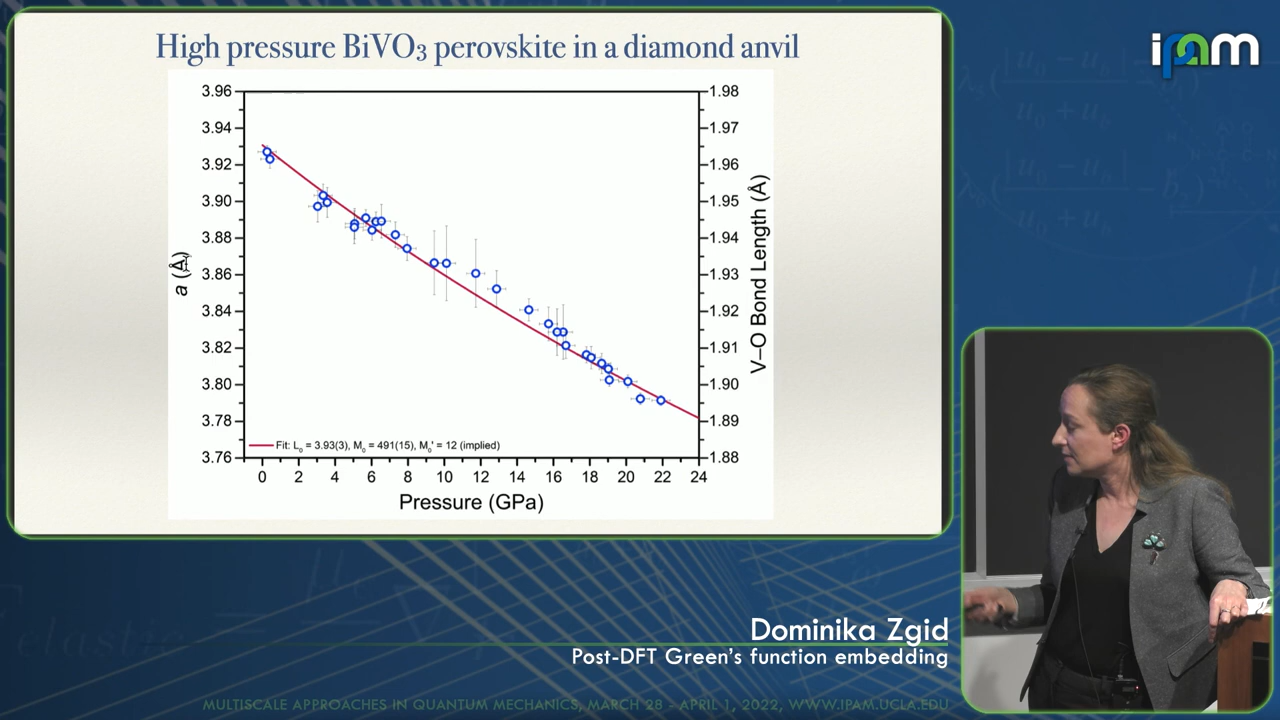 High pressure BiVO3 perovskite in a diamond anvil
ipam
3.96
3.94
3.92
3.90
3.88
3.86
3.84
3.82
3.80
3.78
3.76
a (Å)
1.98
1.97
1.96
1.95
1.94
1.93
1.92
1.91
1.90
1.89
1.88
V–O Bond Length (Å)
Fit: L0 = 3.93(3), M0 = 491(15), M0' = 12 (implied)
0 2 4 6 8 10 12 14 16 18 20 22 24
Pressure (GPa)
Dominika Zgid
Post-DFT Green's function embedding
elastic
MULTISCALE APPROACHES IN QUANTUM MECHANICS, MARCH 28 - APRIL 1, 2022, WWW.IPAM.UCLA.EDU